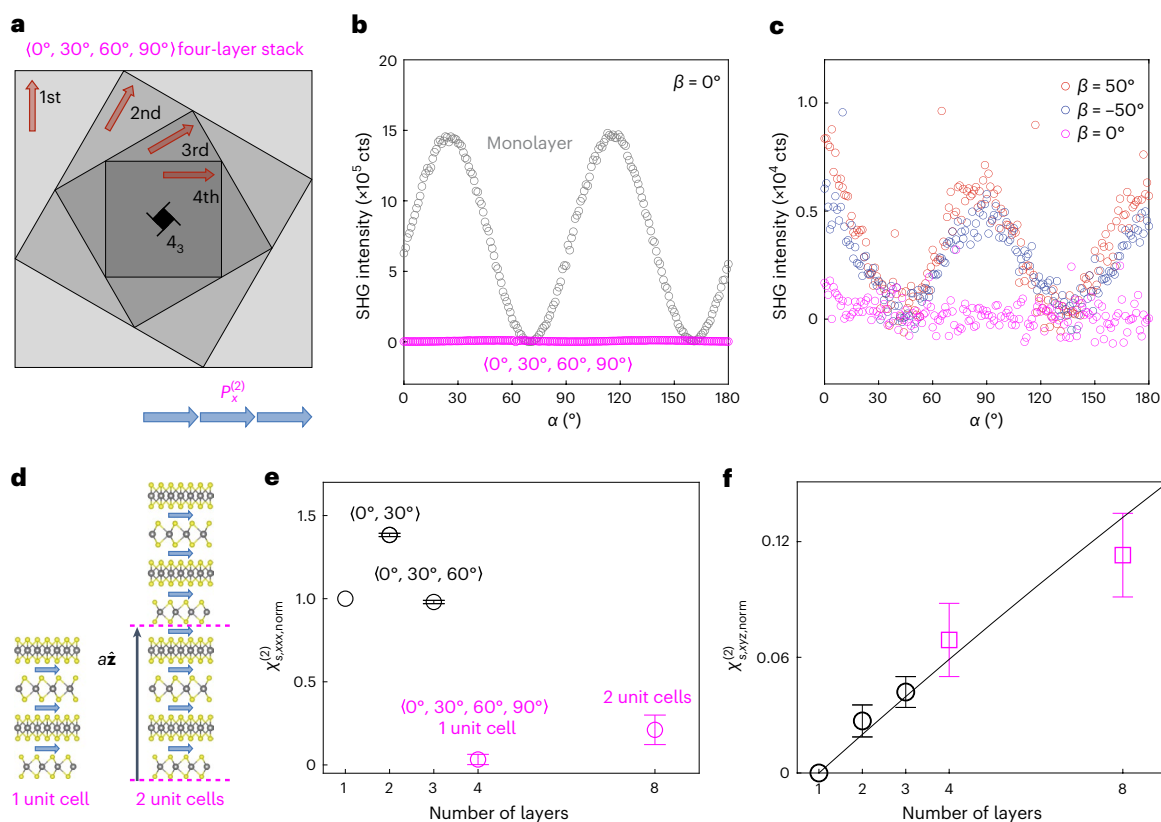 a
⟨0°, 30°, 60°, 90°⟩ four-layer stack
1st
2nd
3rd
4th
4₃
Pₓ⁽²⁾
b
SHG intensity (×10⁵ cts)
20
15
10
5
0
β = 0°
Monolayer
⟨0°, 30°, 60°, 90°⟩
0 30 60 90 120 150 180
α (°)
c
SHG intensity (×10⁴ cts)
1.0
0.5
0
β = 50°
β = −50°
β = 0°
0 30 60 90 120 150 180
α (°)
d
aẑ
1 unit cell
2 unit cells
e
χ⁽²⁾s,xxx,norm
1.5
1.0
0.5
0
⟨0°, 30°⟩
⟨0°, 30°, 60°⟩
⟨0°, 30°, 60°, 90°⟩
1 unit cell
2 unit cells
1 2 3 4 8
Number of layers
f
χ⁽²⁾s,xyz,norm
0.12
0.06
0
1 2 3 4 8
Number of layers